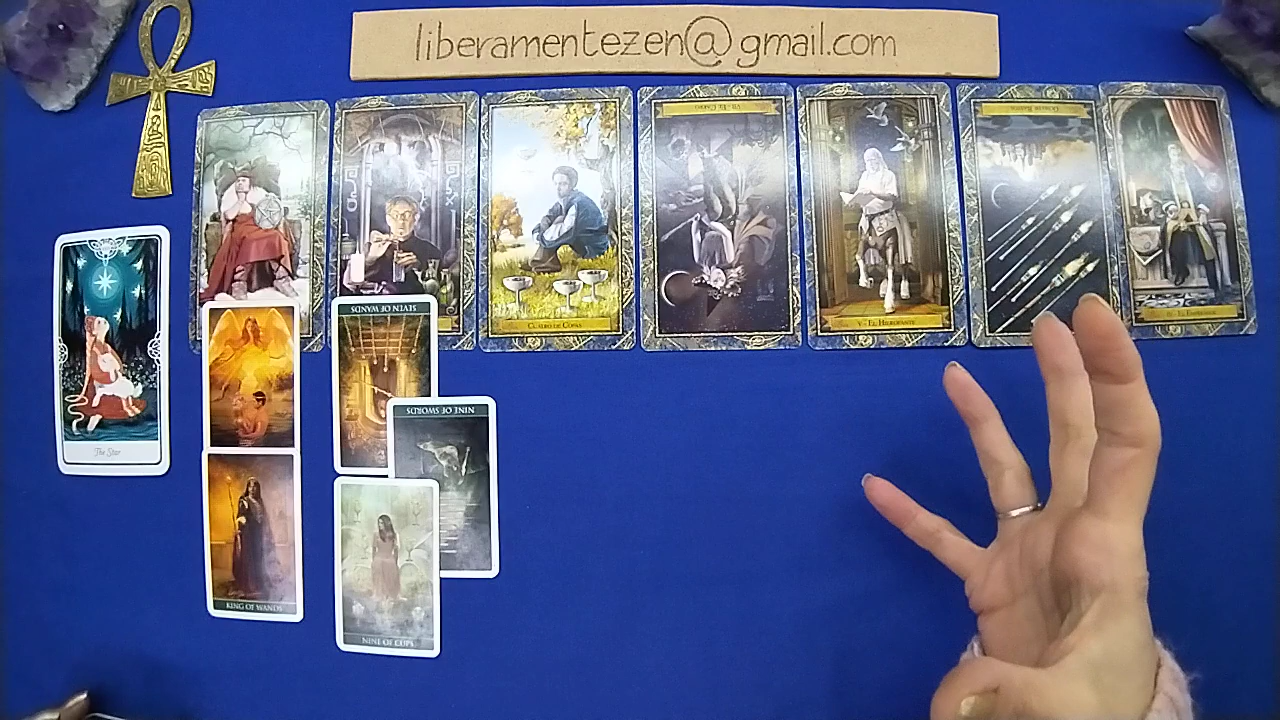 liberamentezen@gmail.com
CUATRO DE COPAS
V - EL HIEROFANTE
The Star
SEVEN OF WANDS
NINE OF SWORDS
KING OF WANDS
NINE OF CUPS